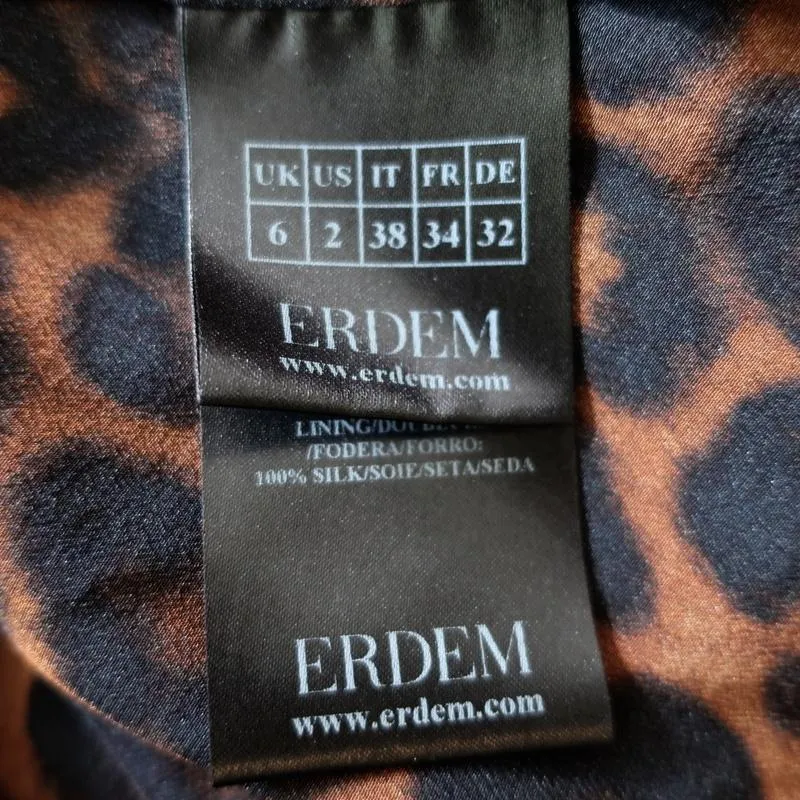 UK US IT FR DE
6 2 38 34 32
ERDEM
www.erdem.com
/FODERA/FORRO:
100% SILK/SOIE/SETA/SEDA
ERDEM
www.erdem.com